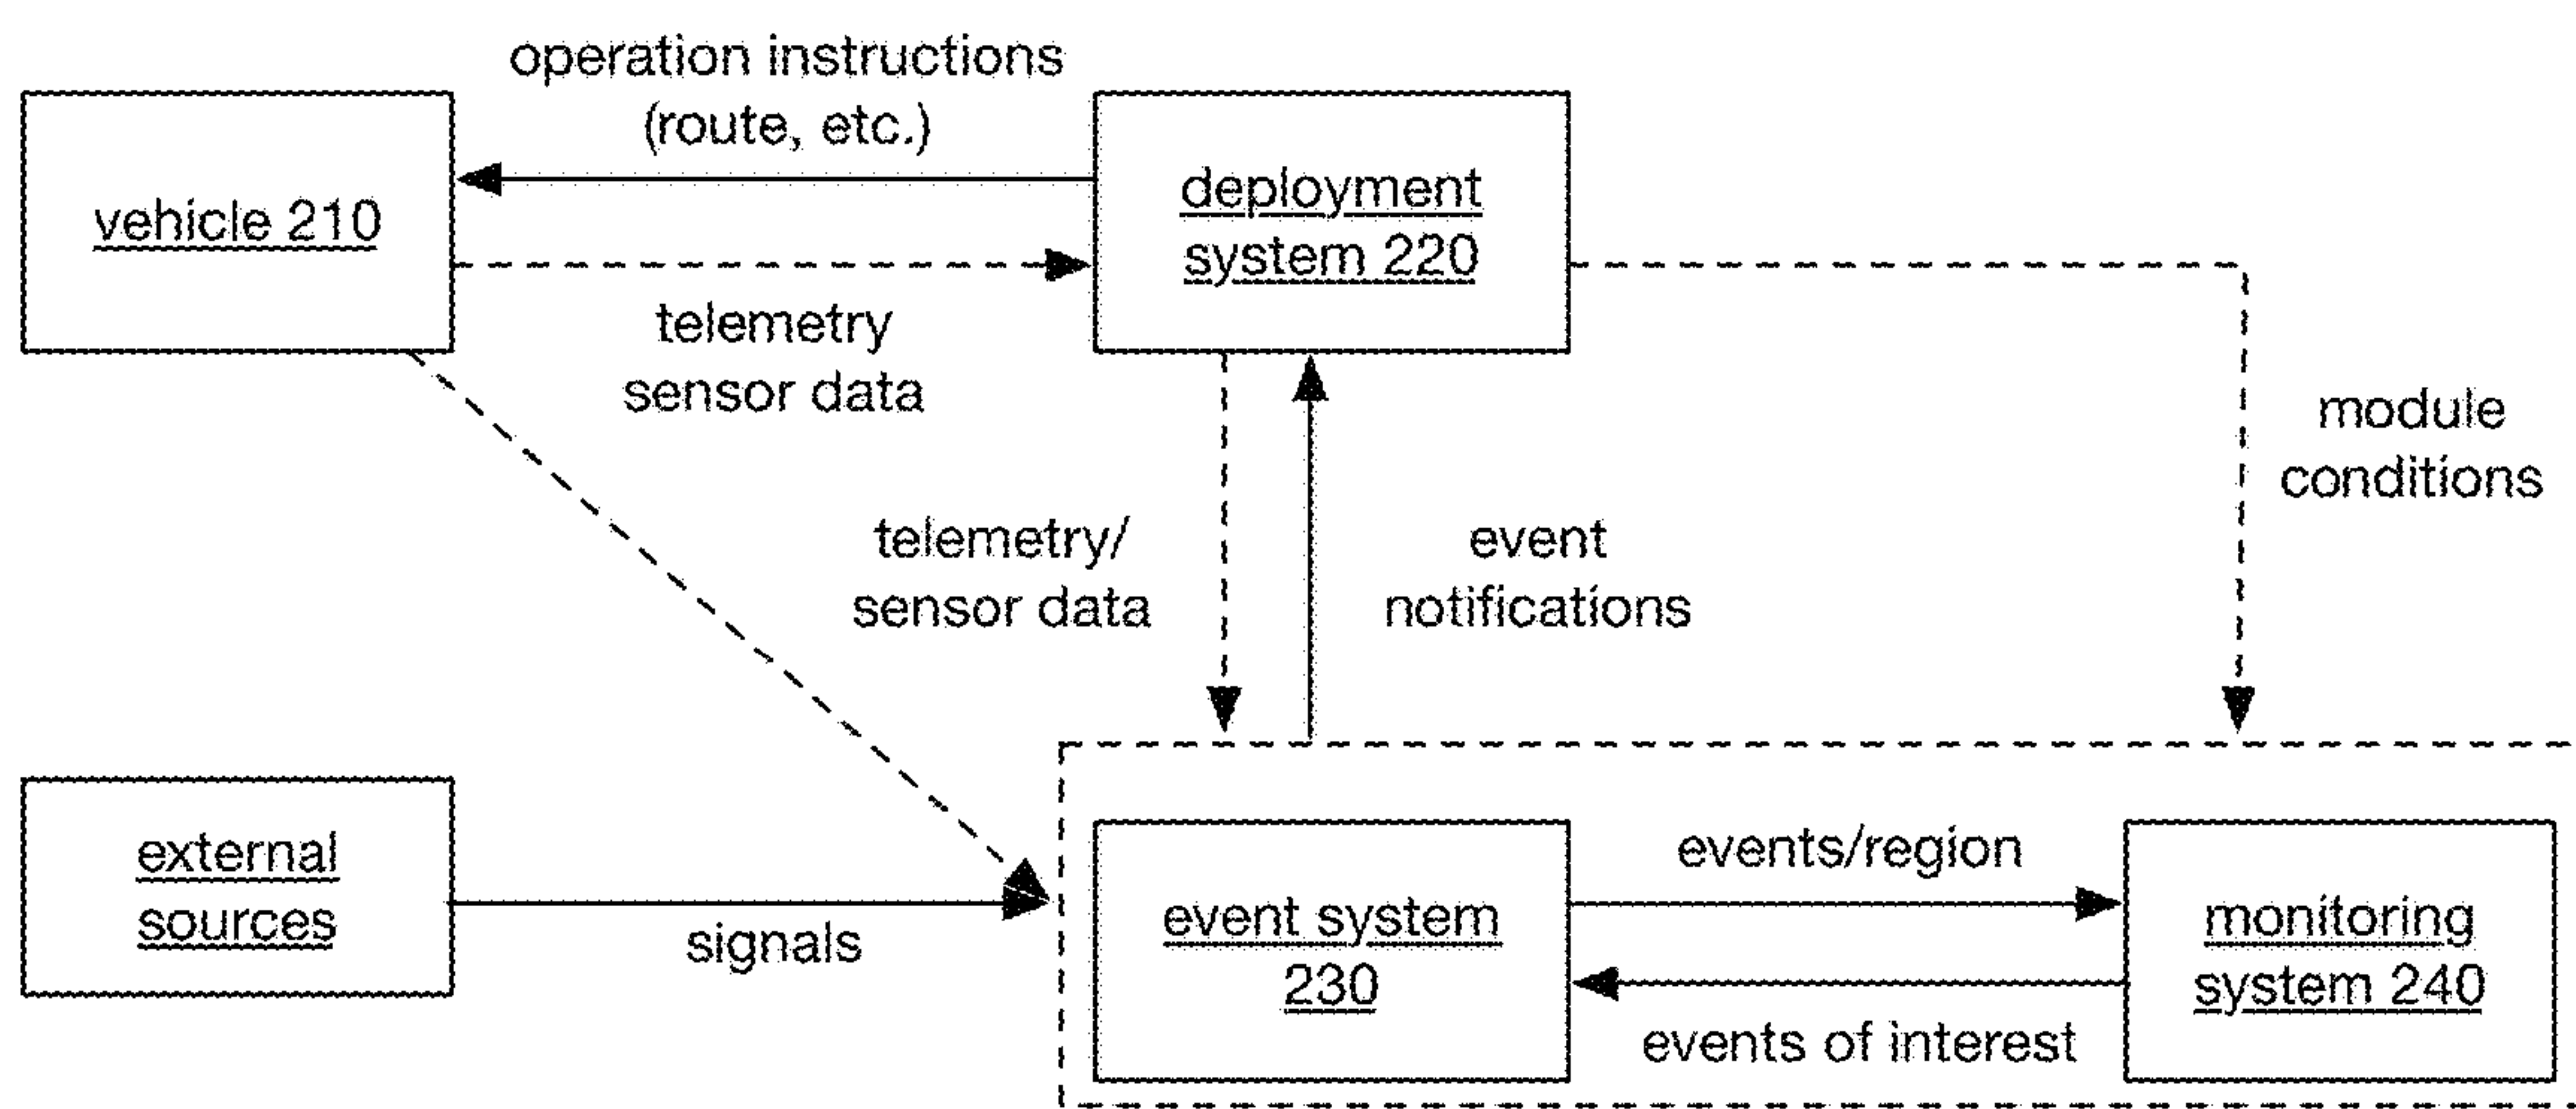 operation instructions
(route, etc.)
vehicle 210
deployment
system 220
telemetry
sensor data
module
conditions
telemetry/
sensor data
event
notifications
external
sources
signals
event system
230
events/region
events of interest
monitoring
system 240